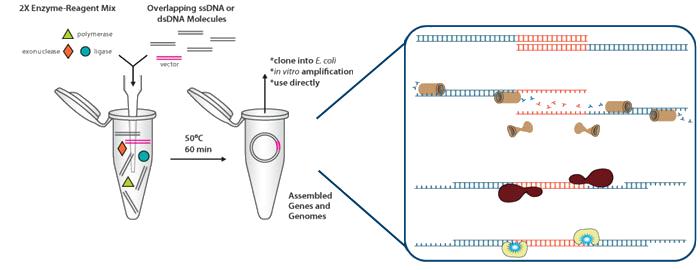 2X Enzyme-Reagent Mix
polymerase
exonuclease
ligase
Overlapping ssDNA or
dsDNA Molecules
vector
*clone into E. coli
*in vitro amplification
*use directly
50°C
60 min
Assembled
Genes and
Genomes